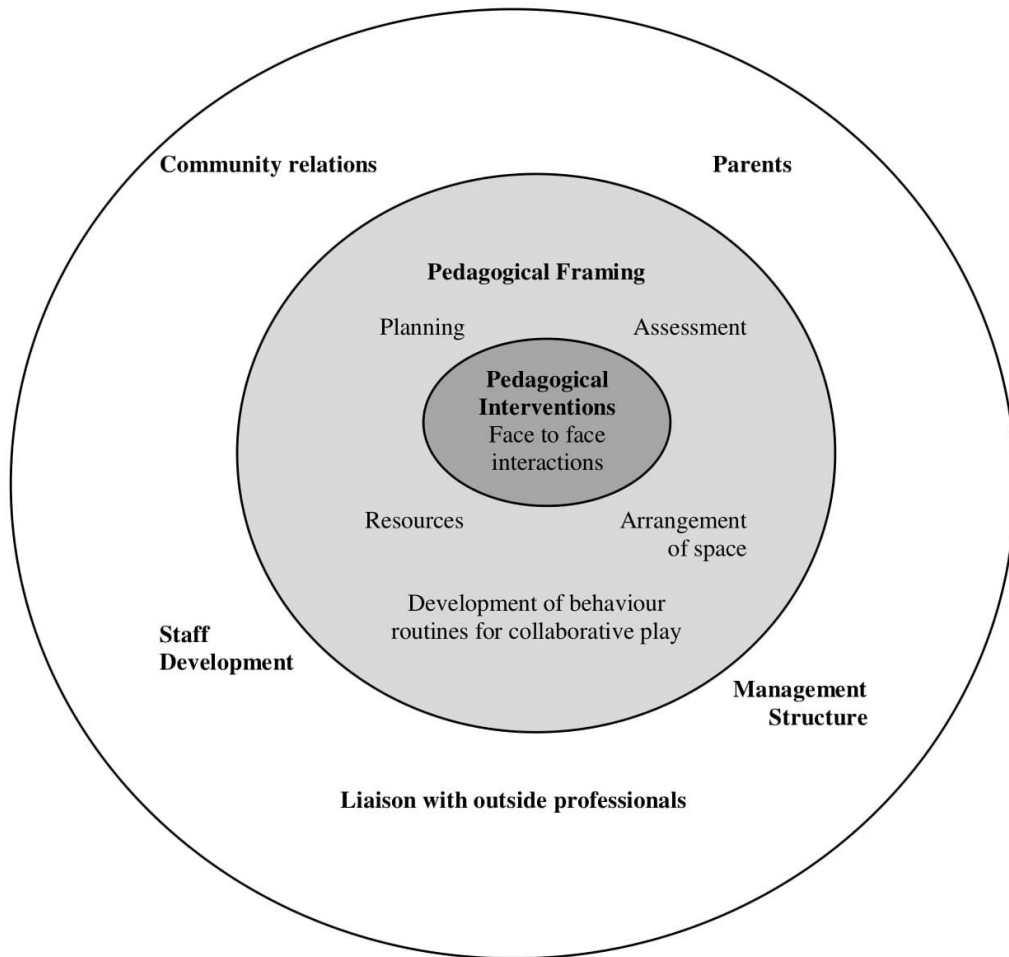 Community relations
Parents
Pedagogical Framing
Planning
Assessment
Pedagogical
Interventions
Face to face
interactions
Resources
Arrangement
of space
Development of behaviour
routines for collaborative play
Staff
Development
Management
Structure
Liaison with outside professionals